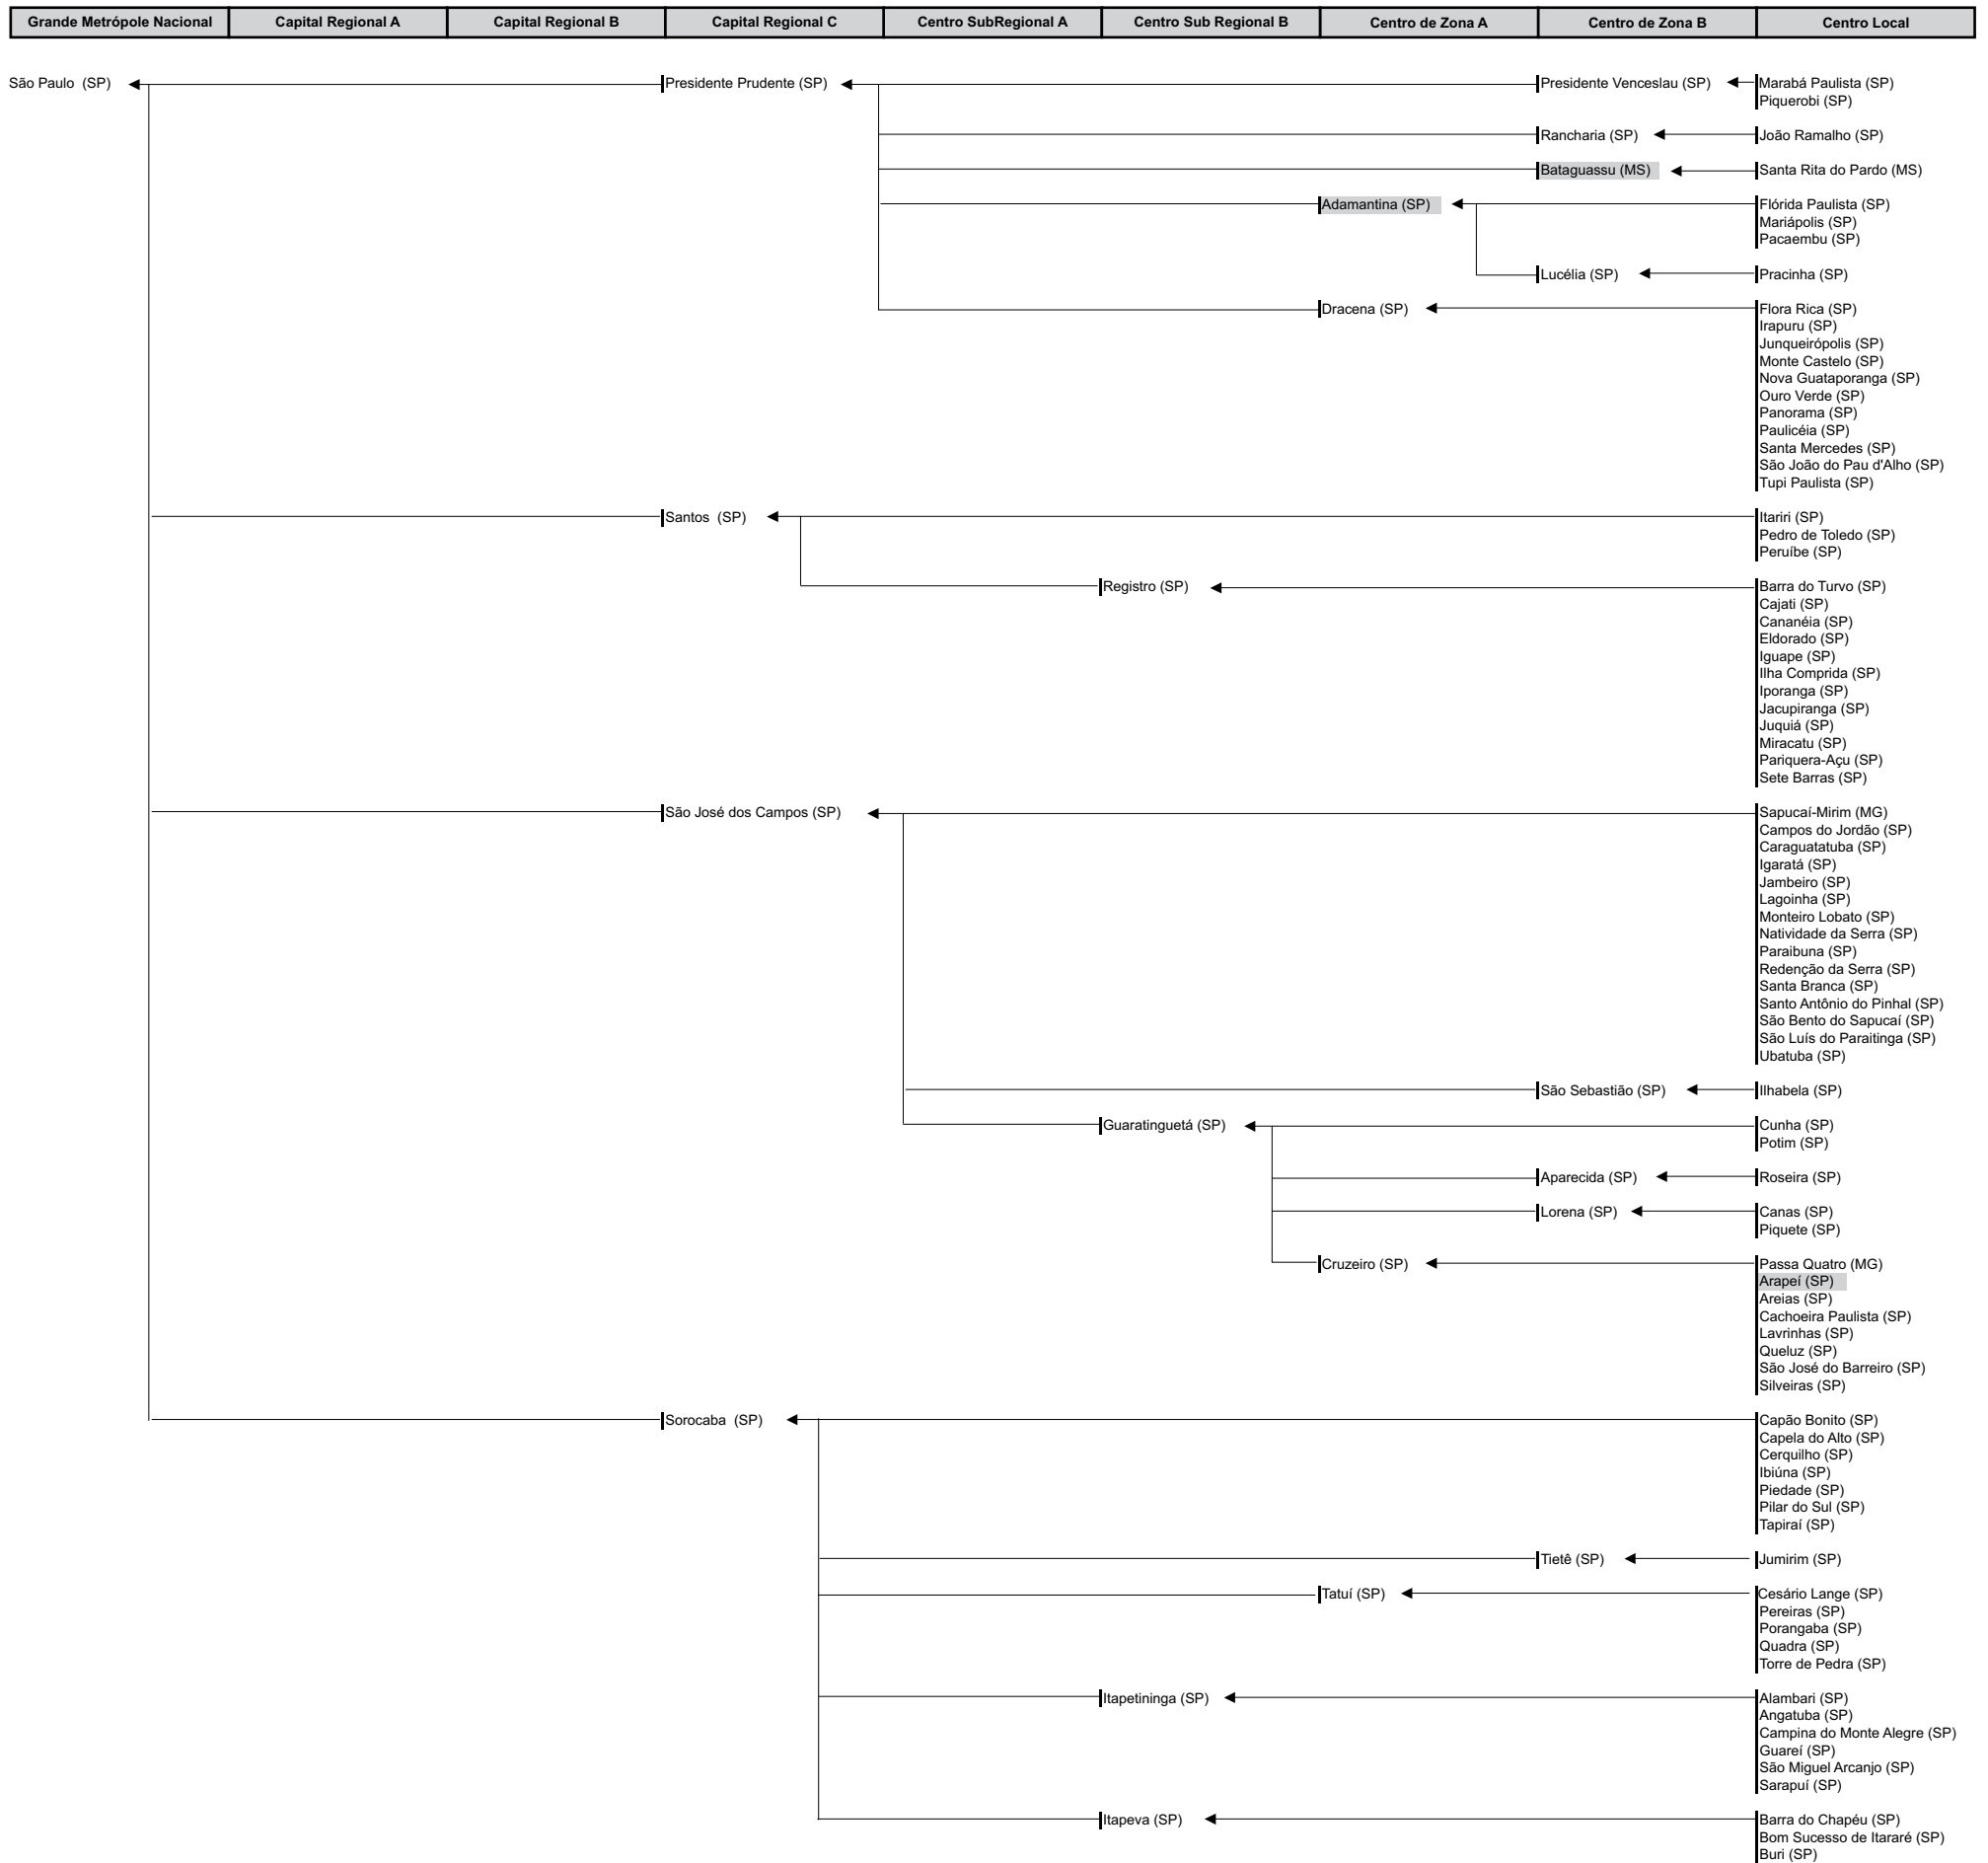 Grande Metrópole Nacional Capital Regional A Capital Regional B Capital Regional C Centro SubRegional A Centro Sub Regional B Centro de Zona A Centro de Zona B Centro Local
São Paulo (SP) Presidente Prudente (SP) Presidente Venceslau (SP) Marabá Paulista (SP)
Piquerobi (SP)
Rancharia (SP) João Ramalho (SP)
Bataguassu (MS) Santa Rita do Pardo (MS)
Adamantina (SP) Flórida Paulista (SP)
Mariápolis (SP)
Pacaembu (SP)
Lucélia (SP) Pracinha (SP)
Dracena (SP) Flora Rica (SP)
Irapuru (SP)
Junqueirópolis (SP)
Monte Castelo (SP)
Nova Guataporanga (SP)
Ouro Verde (SP)
Panorama (SP)
Paulicéia (SP)
Santa Mercedes (SP)
São João do Pau d'Alho (SP)
Tupi Paulista (SP)
Santos (SP) Itariri (SP)
Pedro de Toledo (SP)
Peruíbe (SP)
Registro (SP) Barra do Turvo (SP)
Cajati (SP)
Cananéia (SP)
Eldorado (SP)
Iguape (SP)
Ilha Comprida (SP)
Iporanga (SP)
Jacupiranga (SP)
Juquiá (SP)
Miracatu (SP)
Pariquera-Açu (SP)
Sete Barras (SP)
São José dos Campos (SP) Sapucaí-Mirim (MG)
Campos do Jordão (SP)
Caraguatatuba (SP)
Igaratá (SP)
Jambeiro (SP)
Lagoinha (SP)
Monteiro Lobato (SP)
Natividade da Serra (SP)
Paraibuna (SP)
Redenção da Serra (SP)
Santa Branca (SP)
Santo Antônio do Pinhal (SP)
São Bento do Sapucaí (SP)
São Luís do Paraitinga (SP)
Ubatuba (SP)
São Sebastião (SP) Ilhabela (SP)
Guaratinguetá (SP) Cunha (SP)
Potim (SP)
Aparecida (SP) Roseira (SP)
Lorena (SP) Canas (SP)
Piquete (SP)
Cruzeiro (SP) Passa Quatro (MG)
Arapeí (SP)
Areias (SP)
Cachoeira Paulista (SP)
Lavrinhas (SP)
Queluz (SP)
São José do Barreiro (SP)
Silveiras (SP)
Sorocaba (SP) Capão Bonito (SP)
Capela do Alto (SP)
Cerquilho (SP)
Ibiúna (SP)
Piedade (SP)
Pilar do Sul (SP)
Tapiraí (SP)
Tietê (SP) Jumirim (SP)
Tatuí (SP) Cesário Lange (SP)
Pereiras (SP)
Porangaba (SP)
Quadra (SP)
Torre de Pedra (SP)
Itapetininga (SP) Alambari (SP)
Angatuba (SP)
Campina do Monte Alegre (SP)
Guareí (SP)
São Miguel Arcanjo (SP)
Sarapuí (SP)
Itapeva (SP) Barra do Chapéu (SP)
Bom Sucesso de Itararé (SP)
Buri (SP)